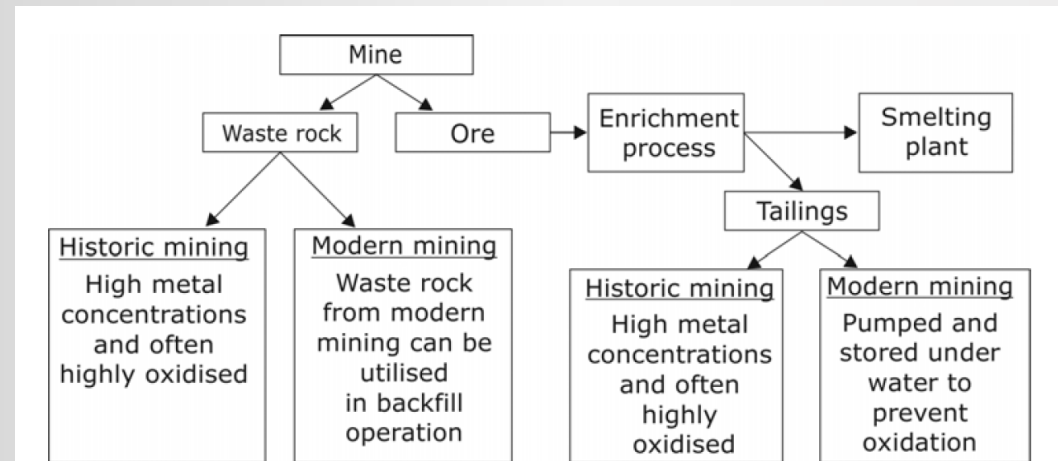 Mine
Waste rock
Ore
Enrichment
process
Smelting
plant
Tailings
Historic mining
High metal
concentrations
and often
highly oxidised
Modern mining
Waste rock
from modern
mining can be
utilised
in backfill
operation
Historic mining
High metal
concentrations
and often
highly
oxidised
Modern mining
Pumped and
stored under
water to
prevent
oxidation